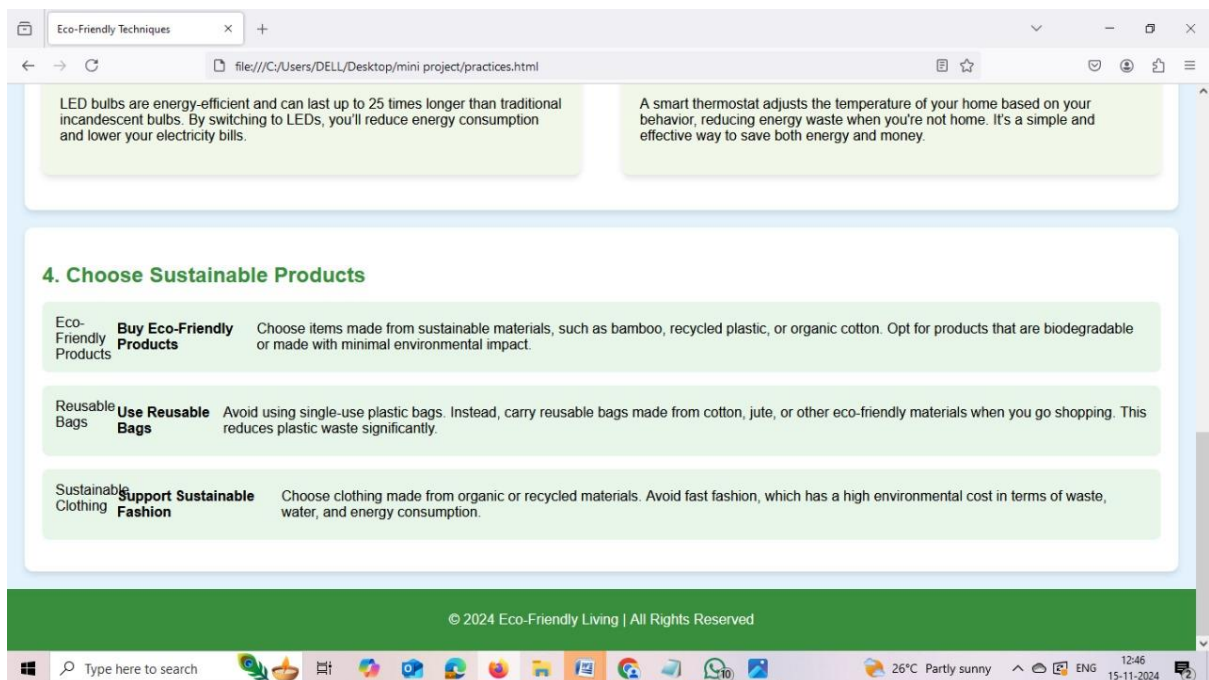 Eco-Friendly Techniques
file:///C:/Users/DELL/Desktop/mini project/practices.html
LED bulbs are energy-efficient and can last up to 25 times longer than traditional
incandescent bulbs. By switching to LEDs, you'll reduce energy consumption
and lower your electricity bills.
A smart thermostat adjusts the temperature of your home based on your
behavior, reducing energy waste when you're not home. It's a simple and
effective way to save both energy and money.
4. Choose Sustainable Products
Eco-
Friendly
Products
Buy Eco-Friendly
Products
Choose items made from sustainable materials, such as bamboo, recycled plastic, or organic cotton. Opt for products that are biodegradable
or made with minimal environmental impact.
Reusable
Bags
Use Reusable
Bags
Avoid using single-use plastic bags. Instead, carry reusable bags made from cotton, jute, or other eco-friendly materials when you go shopping. This
reduces plastic waste significantly.
Sustainable
Clothing
Support Sustainable
Fashion
Choose clothing made from organic or recycled materials. Avoid fast fashion, which has a high environmental cost in terms of waste,
water, and energy consumption.
© 2024 Eco-Friendly Living | All Rights Reserved
Type here to search
10
26°C Partly sunny
ENG
12:46
15-11-2024
2